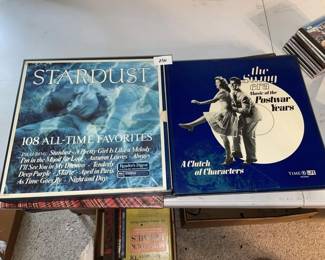 STARDUST
108 ALL-TIME FAVORITES
Stardust · A Pretty Girl Is Like a Melody
I'm in the Mood for Love · Autumn Leaves · Always
I'll See You in My Dreams · Tenderly
Deep Purple · Marie · April in Paris
As Time Goes By · Night and Day
Reader's Digest
the Swing
era
Music of the
Postwar
Years
A Clutch
of Characters
TIME LIFE